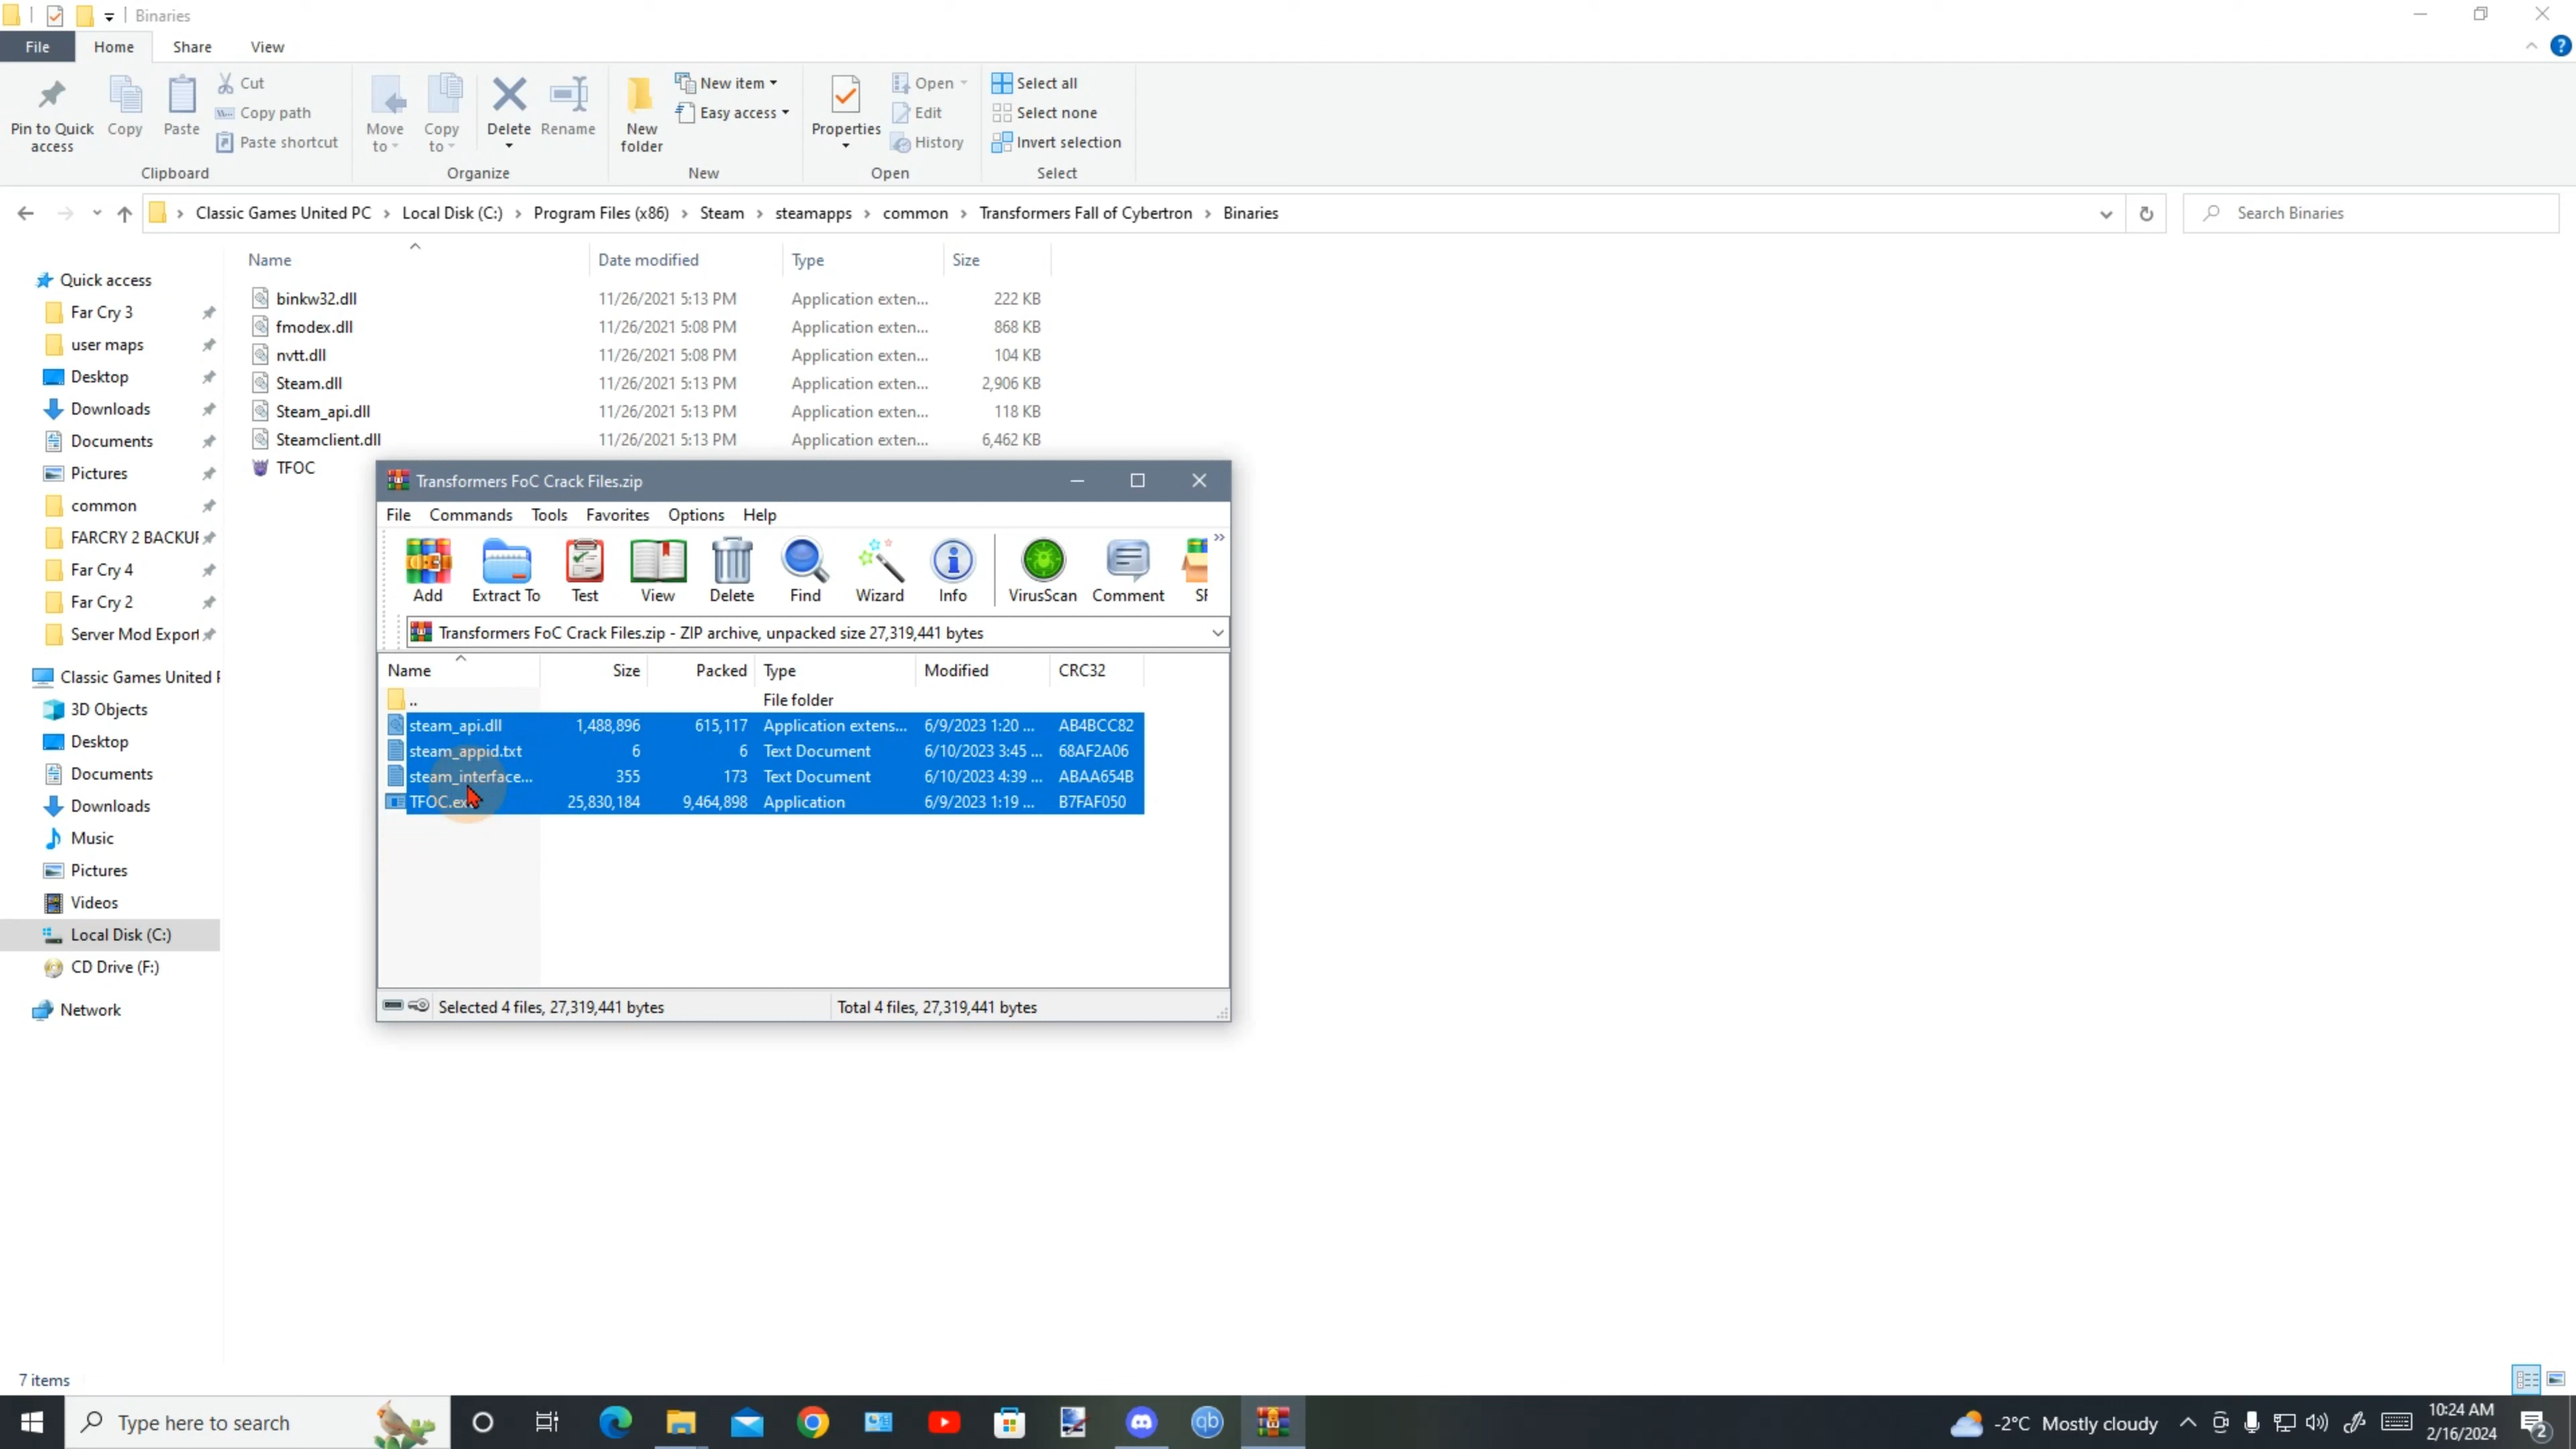 Binaries
File Home Share View
Pin to Quick access
Copy
Paste
Cut
Copy path
Paste shortcut
Clipboard
Move to
Copy to
Delete
Rename
Organize
New folder
New item
Easy access
New
Properties
Open
Edit
History
Open
Select all
Select none
Invert selection
Select
Classic Games United PC › Local Disk (C:) › Program Files (x86) › Steam › steamapps › common › Transformers Fall of Cybertron › Binaries
Search Binaries
Name Date modified Type Size
binkw32.dll 11/26/2021 5:13 PM Application exten... 222 KB
fmodex.dll 11/26/2021 5:08 PM Application exten... 868 KB
nvtt.dll 11/26/2021 5:08 PM Application exten... 104 KB
Steam.dll 11/26/2021 5:13 PM Application exten... 2,906 KB
Steam_api.dll 11/26/2021 5:13 PM Application exten... 118 KB
Steamclient.dll 11/26/2021 5:13 PM Application exten... 6,462 KB
TFOC
Quick access
Far Cry 3
user maps
Desktop
Downloads
Documents
Pictures
common
FARCRY 2 BACKUI
Far Cry 4
Far Cry 2
Server Mod Export
Classic Games United P
3D Objects
Desktop
Documents
Downloads
Music
Pictures
Videos
Local Disk (C:)
CD Drive (F:)
Network
Transformers FoC Crack Files.zip
File Commands Tools Favorites Options Help
Add Extract To Test View Delete Find Wizard Info VirusScan Comment
Transformers FoC Crack Files.zip - ZIP archive, unpacked size 27,319,441 bytes
Name Size Packed Type Modified CRC32
.. File folder
steam_api.dll 1,488,896 615,117 Application extens... 6/9/2023 1:20 ... AB4BCC82
steam_appid.txt 6 6 Text Document 6/10/2023 3:45 ... 68AF2A06
steam_interface... 355 173 Text Document 6/10/2023 4:39 ... ABAA654B
TFOC.ex 25,830,184 9,464,898 Application 6/9/2023 1:19 ... B7FAF050
Selected 4 files, 27,319,441 bytes
Total 4 files, 27,319,441 bytes
7 items
Type here to search
qb
-2°C Mostly cloudy
10:24 AM
2/16/2024
2